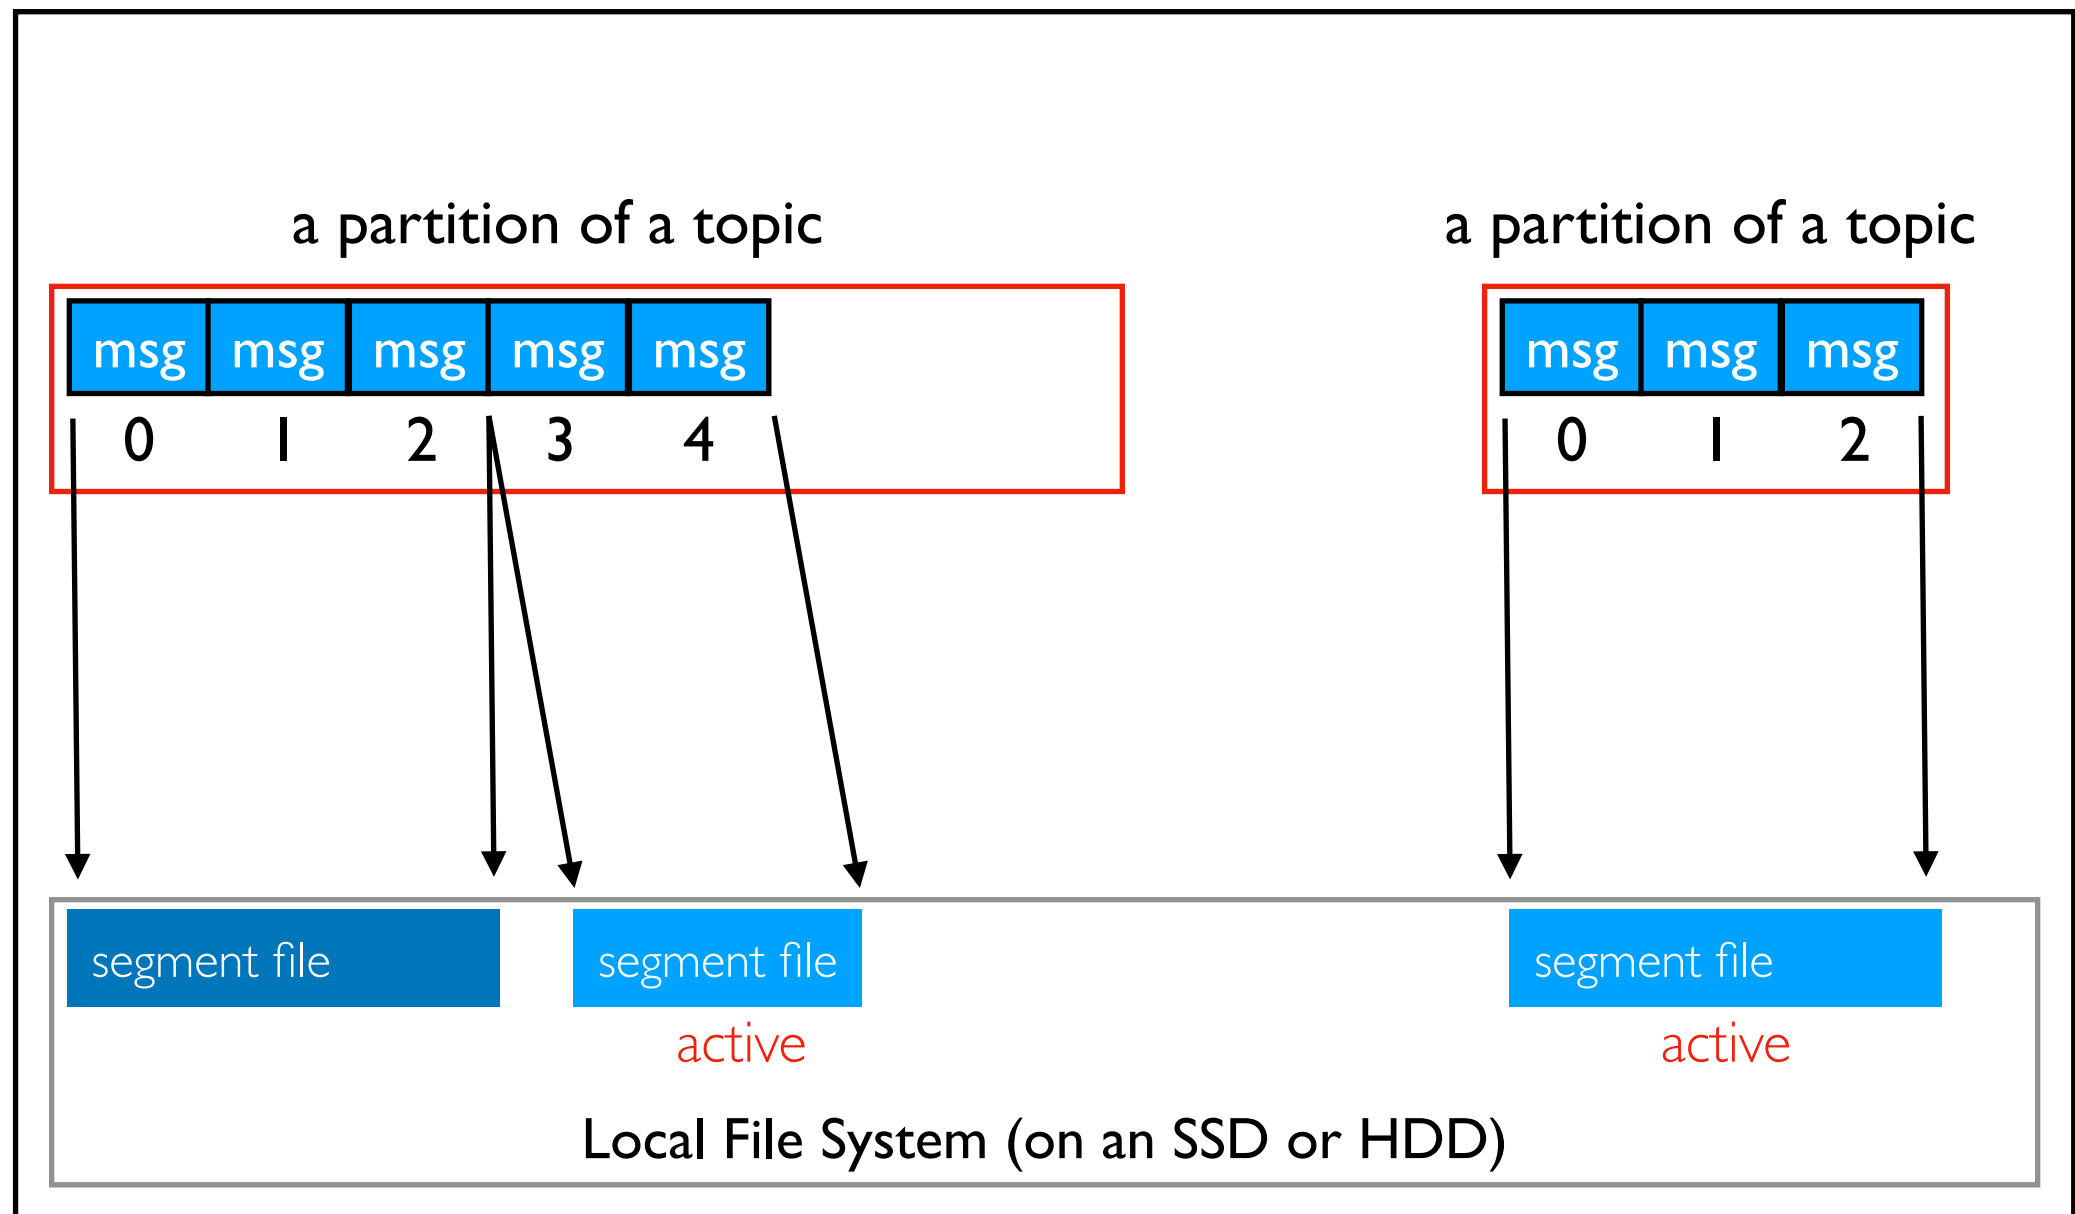 a partition of a topic
a partition of a topic
msg msg msg msg msg
msg msg msg
0 1 2 3 4
0 1 2
segment file
segment file
segment file
active
active
Local File System (on an SSD or HDD)